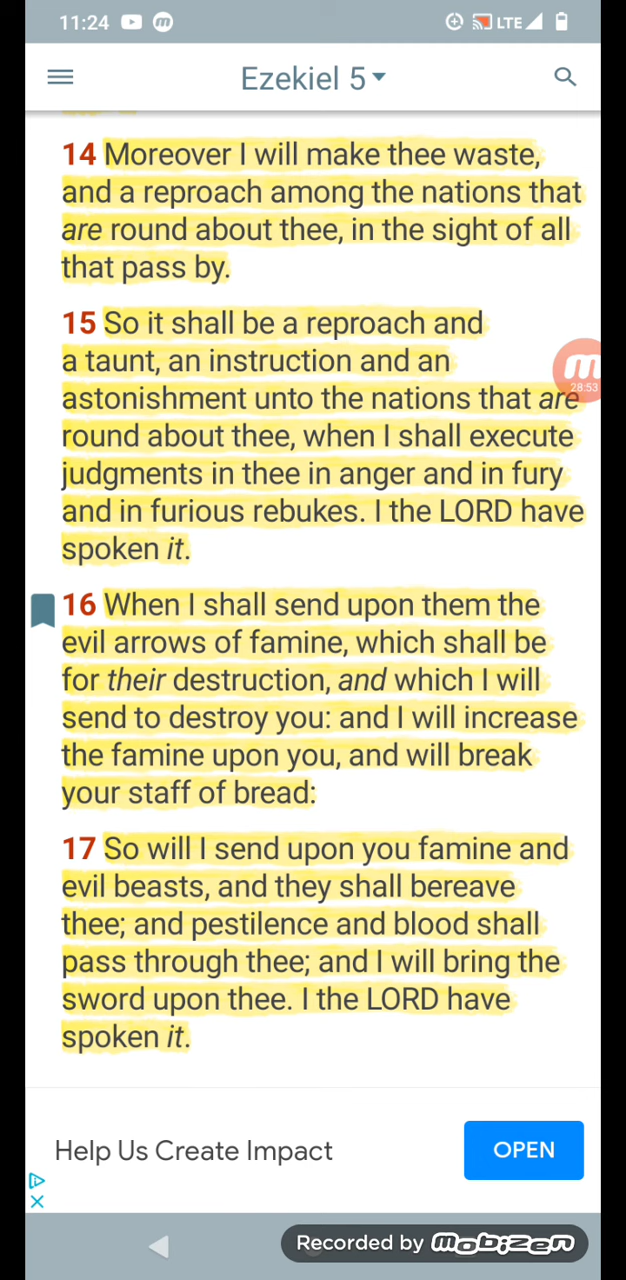 11:24 m LTE
Ezekiel 5
14 Moreover I will make thee waste,
and a reproach among the nations that
are round about thee, in the sight of all
that pass by.
15 So it shall be a reproach and
a taunt, an instruction and an
m
28:53
astonishment unto the nations that are
round about thee, when I shall execute
judgments in thee in anger and in fury
and in furious rebukes. I the LORD have
spoken it.
16 When I shall send upon them the
evil arrows of famine, which shall be
for their destruction, and which I will
send to destroy you: and I will increase
the famine upon you, and will break
your staff of bread:
17 So will I send upon you famine and
evil beasts, and they shall bereave
thee; and pestilence and blood shall
pass through thee; and I will bring the
sword upon thee. I the LORD have
spoken it.
Help Us Create Impact
OPEN
Recorded by mobizen